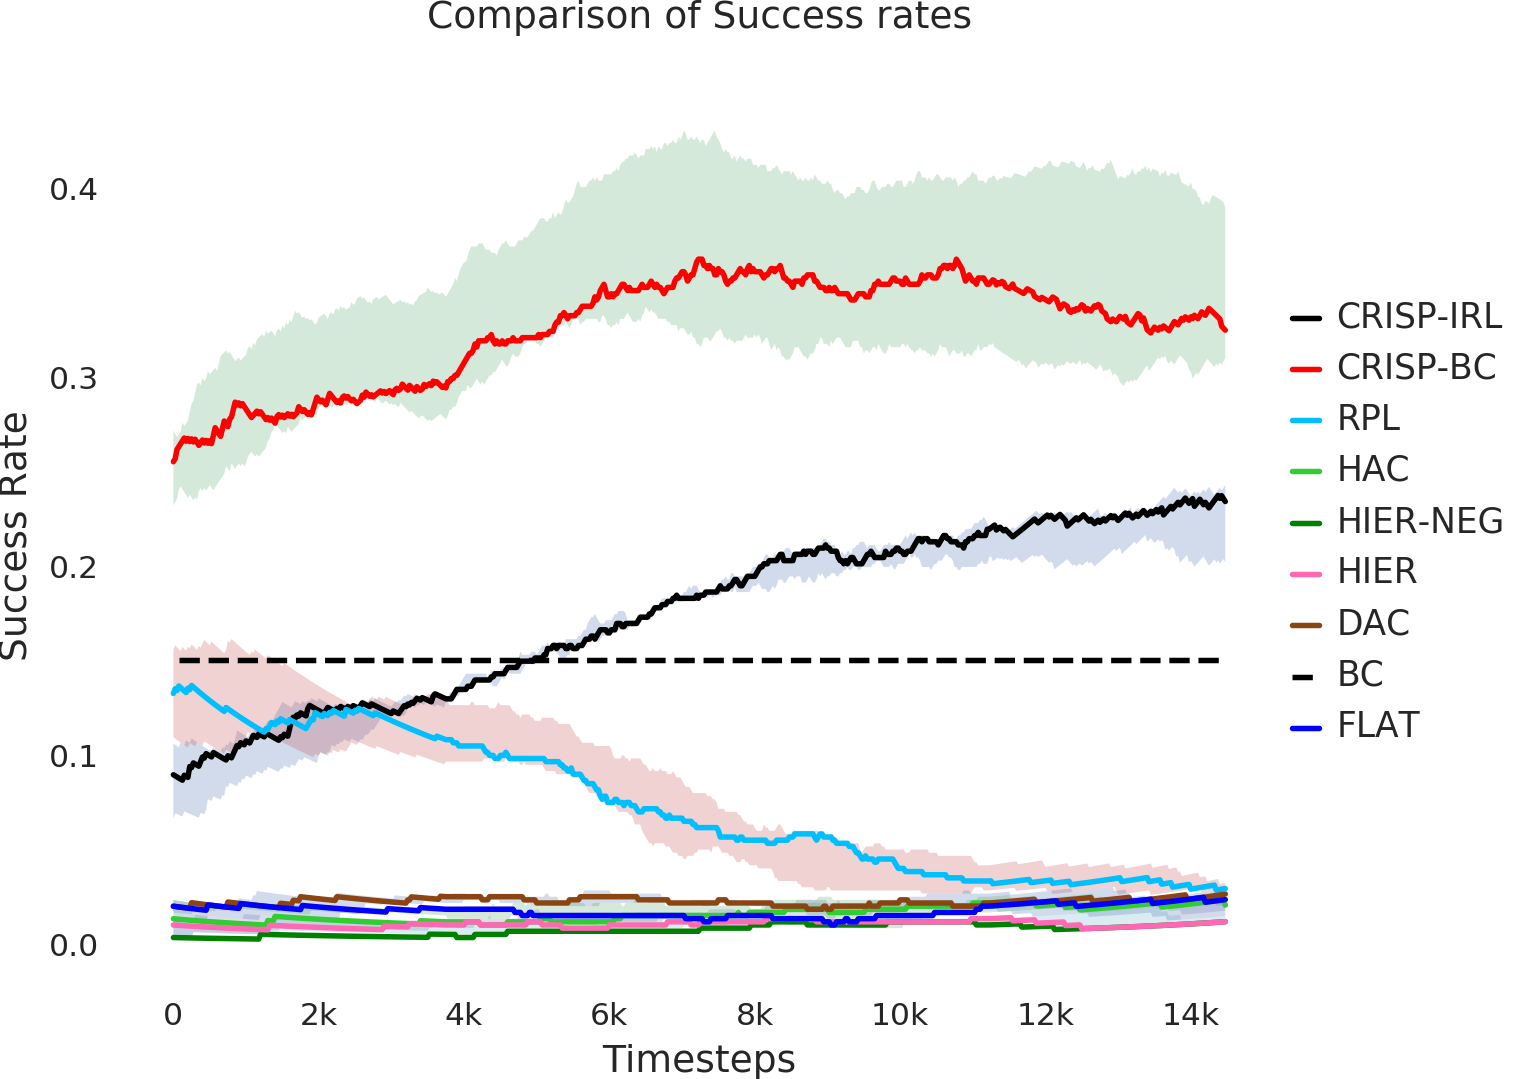 Comparison of Success rates
Success Rate
0.4
0.3
0.2
0.1
0.0
0 2k 4k 6k 8k 10k 12k 14k
Timesteps
CRISP-IRL
CRISP-BC
RPL
HAC
HIER-NEG
HIER
DAC
BC
FLAT